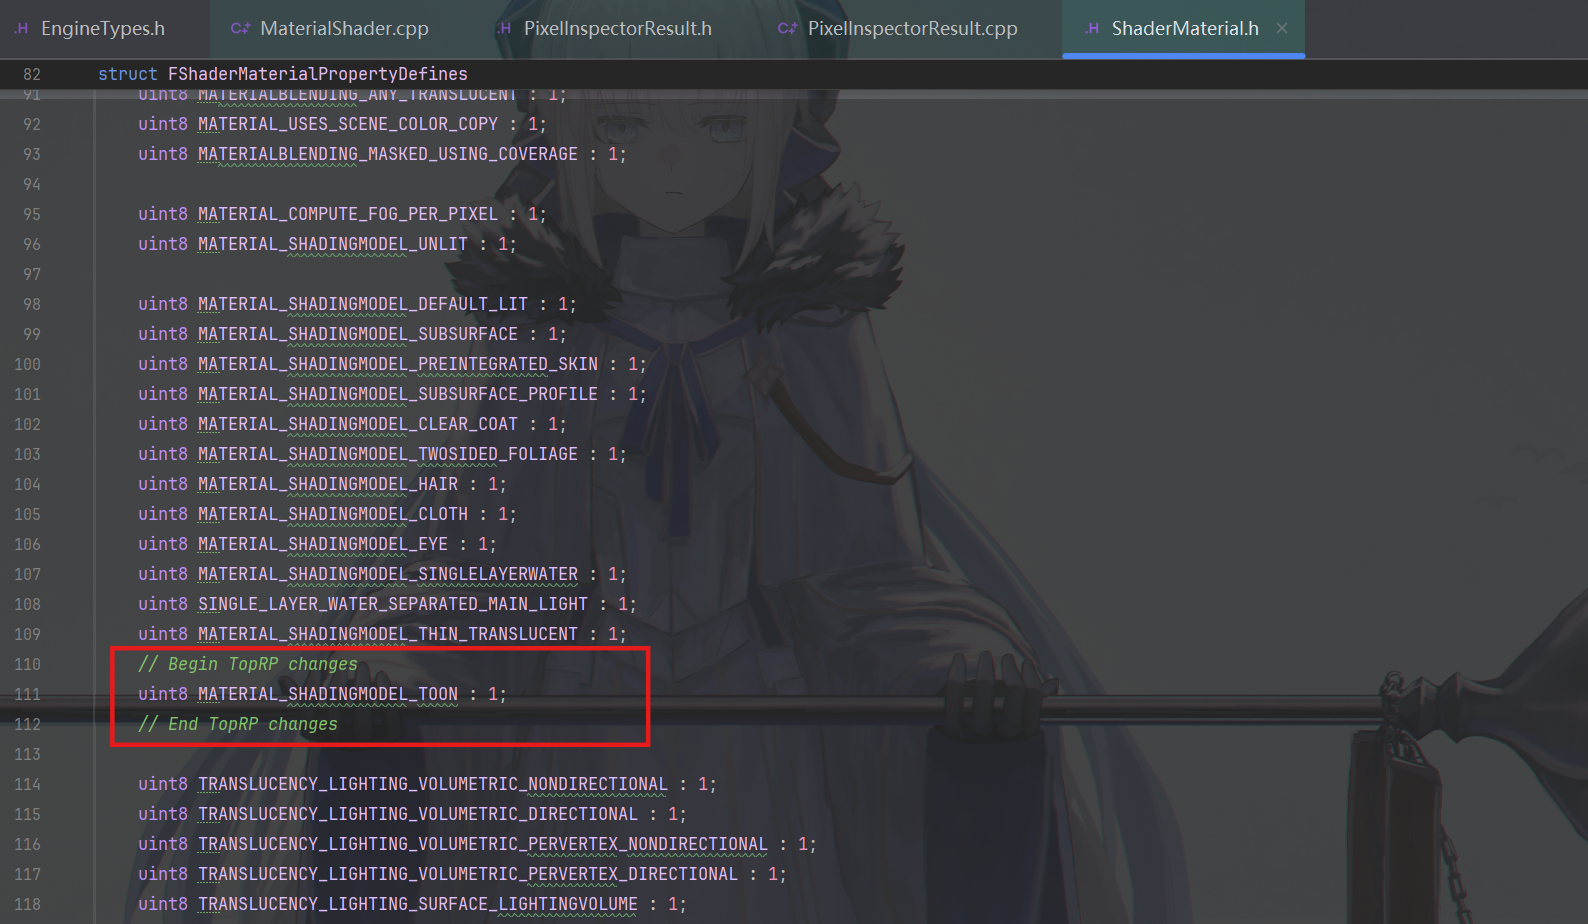 .H EngineTypes.h C++ MaterialShader.cpp .H PixelInspectorResult.h C++ PixelInspectorResult.cpp .H ShaderMaterial.h ×
82 struct FShaderMaterialPropertyDefines
91 uint8 MATERIALBLENDING_ANY_TRANSLUCENT : 1;
92 uint8 MATERIAL_USES_SCENE_COLOR_COPY : 1;
93 uint8 MATERIALBLENDING_MASKED_USING_COVERAGE : 1;
94
95 uint8 MATERIAL_COMPUTE_FOG_PER_PIXEL : 1;
96 uint8 MATERIAL_SHADINGMODEL_UNLIT : 1;
97
98 uint8 MATERIAL_SHADINGMODEL_DEFAULT_LIT : 1;
99 uint8 MATERIAL_SHADINGMODEL_SUBSURFACE : 1;
100 uint8 MATERIAL_SHADINGMODEL_PREINTEGRATED_SKIN : 1;
101 uint8 MATERIAL_SHADINGMODEL_SUBSURFACE_PROFILE : 1;
102 uint8 MATERIAL_SHADINGMODEL_CLEAR_COAT : 1;
103 uint8 MATERIAL_SHADINGMODEL_TWOSIDED_FOLIAGE : 1;
104 uint8 MATERIAL_SHADINGMODEL_HAIR : 1;
105 uint8 MATERIAL_SHADINGMODEL_CLOTH : 1;
106 uint8 MATERIAL_SHADINGMODEL_EYE : 1;
107 uint8 MATERIAL_SHADINGMODEL_SINGLELAYERWATER : 1;
108 uint8 SINGLE_LAYER_WATER_SEPARATED_MAIN_LIGHT : 1;
109 uint8 MATERIAL_SHADINGMODEL_THIN_TRANSLUCENT : 1;
110 // Begin TopRP changes
111 uint8 MATERIAL_SHADINGMODEL_TOON : 1;
112 // End TopRP changes
113
114 uint8 TRANSLUCENCY_LIGHTING_VOLUMETRIC_NONDIRECTIONAL : 1;
115 uint8 TRANSLUCENCY_LIGHTING_VOLUMETRIC_DIRECTIONAL : 1;
116 uint8 TRANSLUCENCY_LIGHTING_VOLUMETRIC_PERVERTEX_NONDIRECTIONAL : 1;
117 uint8 TRANSLUCENCY_LIGHTING_VOLUMETRIC_PERVERTEX_DIRECTIONAL : 1;
118 uint8 TRANSLUCENCY_LIGHTING_SURFACE_LIGHTINGVOLUME : 1;